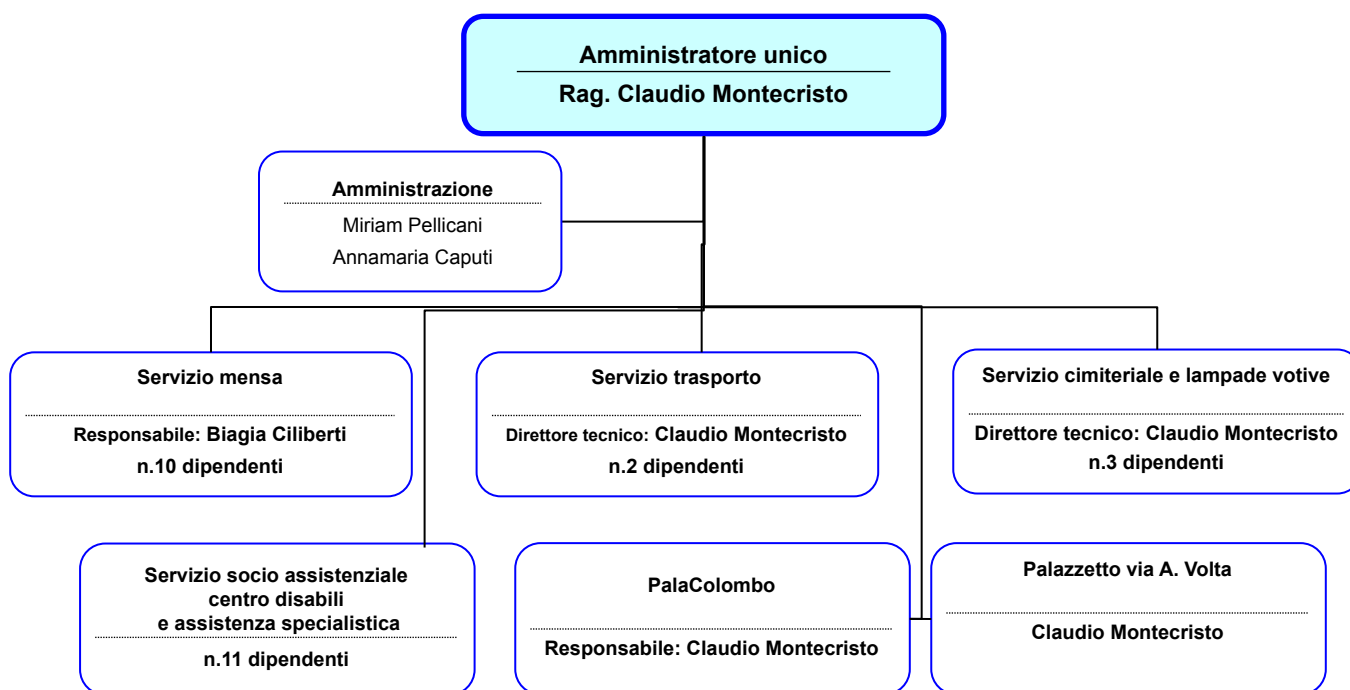 Amministratore unico
Rag. Claudio Montecristo
Amministrazione
Miriam Pellicani
Annamaria Caputi
Servizio mensa
Responsabile: Biagia Ciliberti
n.10 dipendenti
Servizio trasporto
Direttore tecnico: Claudio Montecristo
n.2 dipendenti
Servizio cimiteriale e lampade votive
Direttore tecnico: Claudio Montecristo
n.3 dipendenti
Servizio socio assistenziale
centro disabili
e assistenza specialistica
n.11 dipendenti
PalaColombo
Responsabile: Claudio Montecristo
Palazzetto via A. Volta
Claudio Montecristo